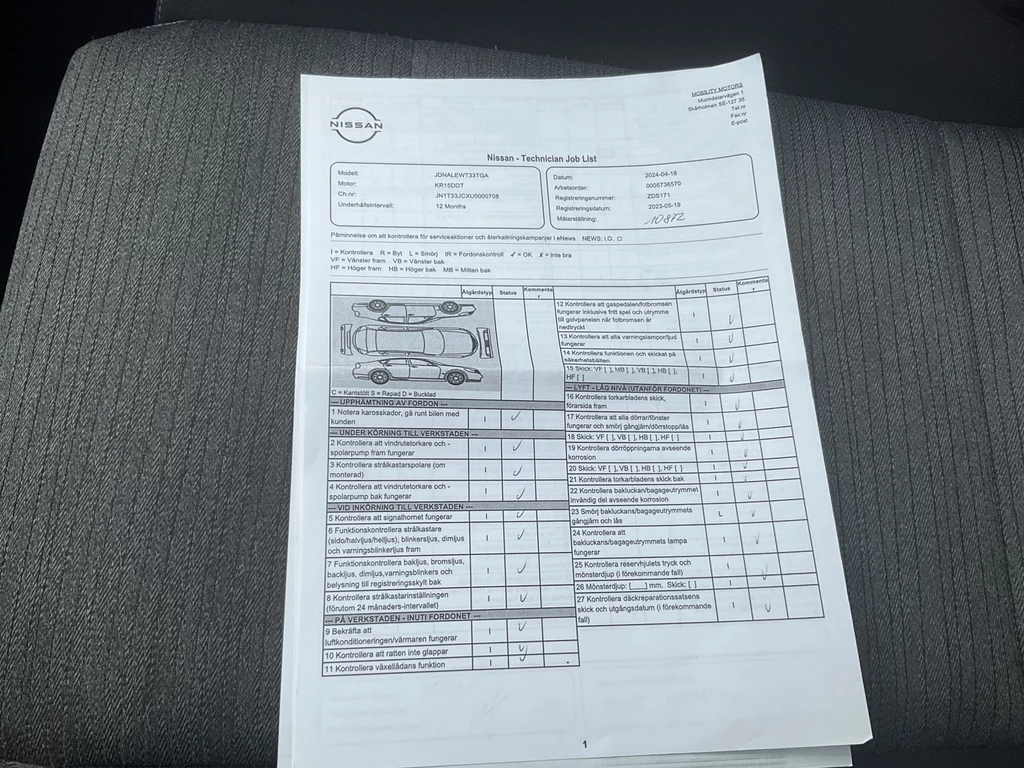 MOBILITY MOTORS
Murmästarvägen 1
Skärholmen SE-127 35
Tel.nr
Fax.nr
E-post
NISSAN
Nissan - Technician Job List
Modell: JDNALEWT33TGA
Motor: KR15DDT
Ch.nr: JN1T33JCXU0000708
Underhållsintervall: 12 Months
Datum: 2024-04-18
Arbetsorder: 0005736570
Registreringsnummer: ZDS171
Registreringsdatum: 2023-05-19
Mätarställning: 10872
Påminnelse om att kontrollera för serviceaktioner och återkallningskampanjer i eNews NEWS: I.O. □
I = Kontrollera R = Byt L = Smörj IR = Fordonskontroll ✓ = OK ✗ = Inte bra
VF = Vänster fram VB = Vänster bak
HF = Höger fram HB = Höger bak MB = Mitten bak
Åtgärdstyp Status Kommenta
r
C = Kantstött S = Repad D = Bucklad
--- UPPHÄMTNING AV FORDON ---
1 Notera karosskador, gå runt bilen med I ✓
kunden
--- UNDER KÖRNING TILL VERKSTADEN ---
2 Kontrollera att vindrutetorkare och - I ✓
spolarpump fram fungerar
3 Kontrollera strålkastarspolare (om I ✓
monterad)
4 Kontrollera att vindrutetorkare och - I ✓
spolarpump bak fungerar
--- VID INKÖRNING TILL VERKSTADEN ---
5 Kontrollera att signalhornet fungerar I ✓
6 Funktionskontrollera strålkastare
(sido/halvljus/helljus), blinkersljus, dimljus I ✓
och varningsblinkerljus fram
7 Funktionskontrollera bakljus, bromsljus,
backljus, dimljus,varningsblinkers och I ✓
belysning till registreringsskylt bak
8 Kontrollera strålkastarinställningen I ✓
(förutom 24 månaders-intervallet)
--- PÅ VERKSTADEN - INUTI FORDONET ---
9 Bekräfta att I ✓
luftkonditioneringen/värmaren fungerar
10 Kontrollera att ratten inte glappar I ✓
11 Kontrollera växellådans funktion I ✓
Åtgärdstyp Status Kommenta
r
12 Kontrollera att gaspedalen/fotbromsen
fungerar inklusive fritt spel och utrymme I ✓
till golvpanelen när fotbromsen är
nedtryckt
13 Kontrollera att alla varningslampor/ljud I ✓
fungerar
14 Kontrollera funktionen och skicket på I ✓
säkerhetsbälten
15 Skick: VF [ ], MB [ ], VB [ ], HB [ ], I ✓
HF [ ]
--- LYFT - LÅG NIVÅ (UTANFÖR FORDONET) ---
16 Kontrollera torkarbladens skick, I ✓
förarsida fram
17 Kontrollera att alla dörrar/fönster I ✓
fungerar och smörj gångjärn/dörrstopp/lås
18 Skick: VF [ ], VB [ ], HB [ ], HF [ ] I
19 Kontrollera dörröppningarna avseende I ✓
korrosion
20 Skick: VF [ ], VB [ ], HB [ ], HF [ ] I ✓
21 Kontrollera torkarbladens skick bak I ✓
22 Kontrollera bakluckan/bagageutrymmet I ✓
invändig del avseende korrosion
23 Smörj bakluckans/bagageutrymmets L ✓
gångjärn och lås
24 Kontrollera att
bakluckans/bagageutrymmets lampa I ✓
fungerar
25 Kontrollera reservhjulets tryck och I ✓
mönsterdjup (i förekommande fall)
26 Mönsterdjup: [____] mm. Skick: [ ] I
27 Kontrollera däckreparationssatsens
skick och utgångsdatum (i förekommande I ✓
fall)
1